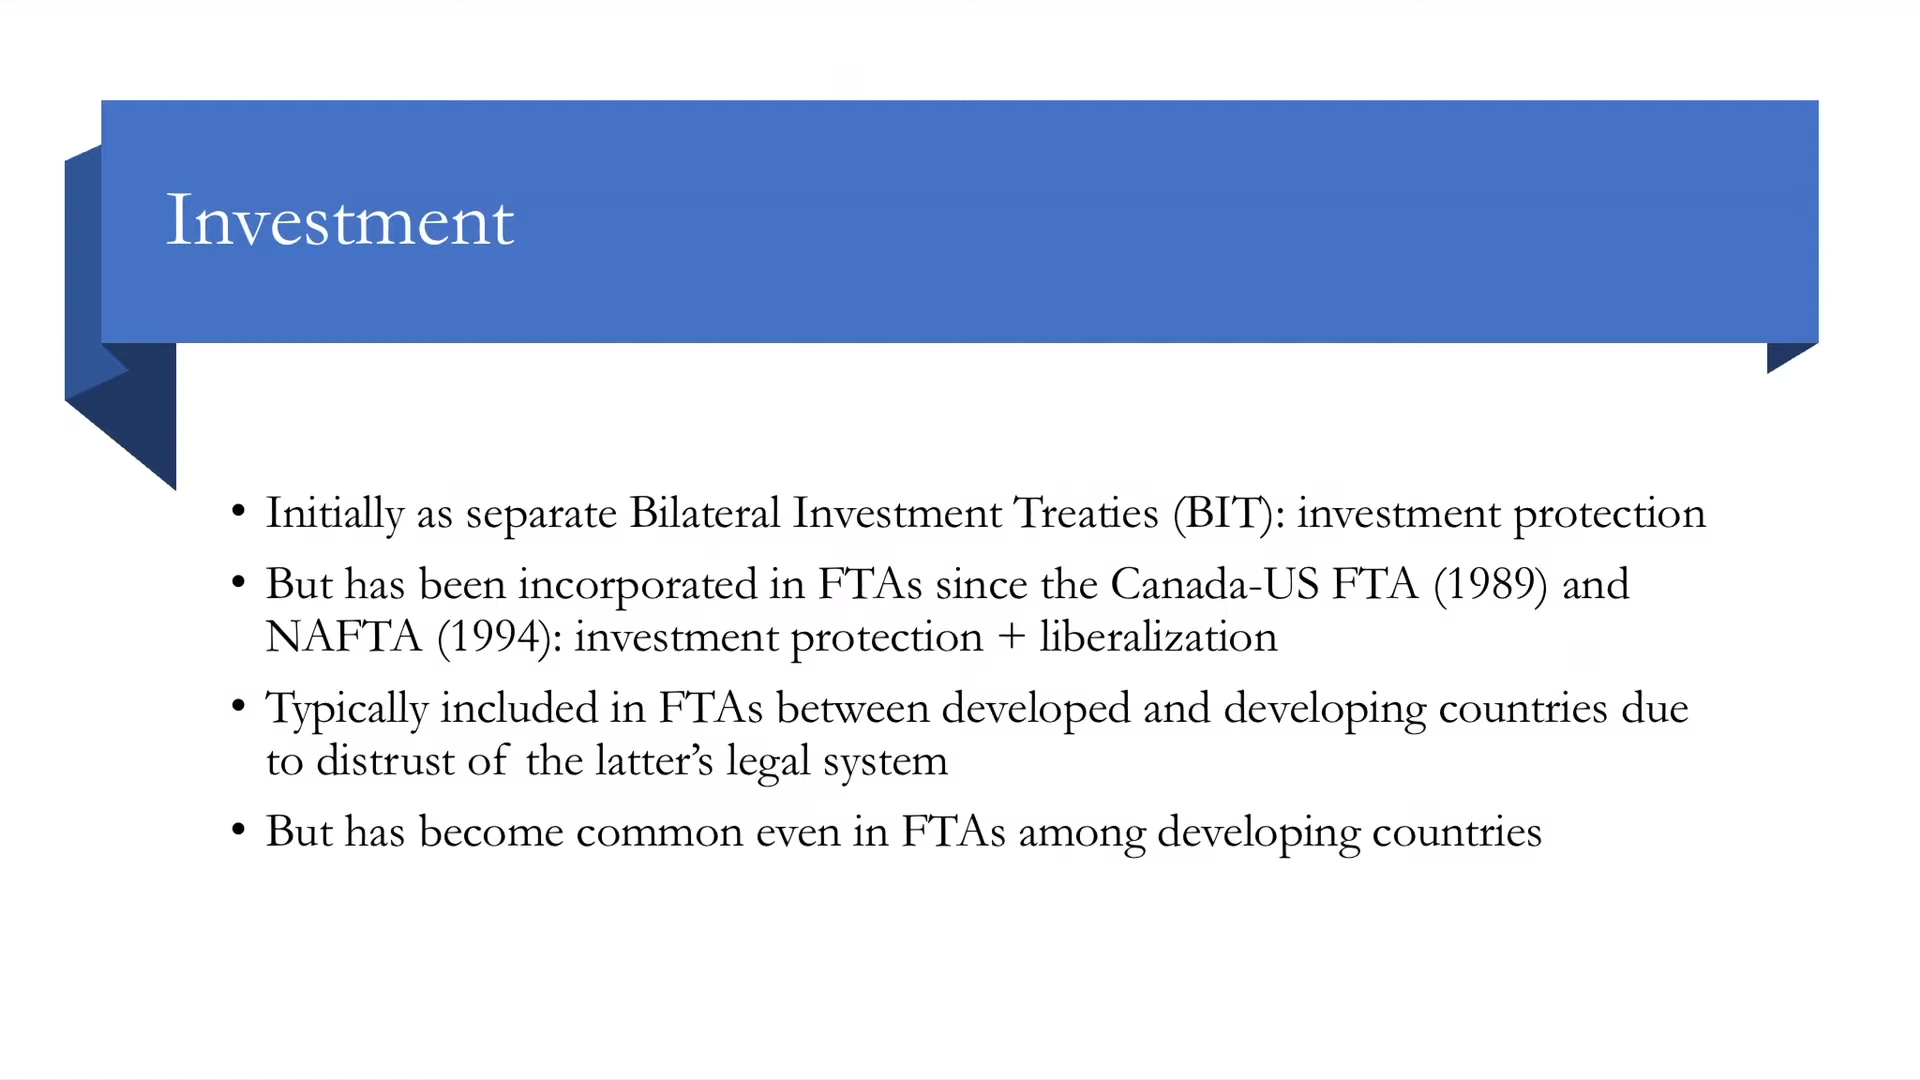 Investment
• Initially as separate Bilateral Investment Treaties (BIT): investment protection
• But has been incorporated in FTAs since the Canada-US FTA (1989) and
NAFTA (1994): investment protection + liberalization
• Typically included in FTAs between developed and developing countries due
to distrust of the latter’s legal system
• But has become common even in FTAs among developing countries